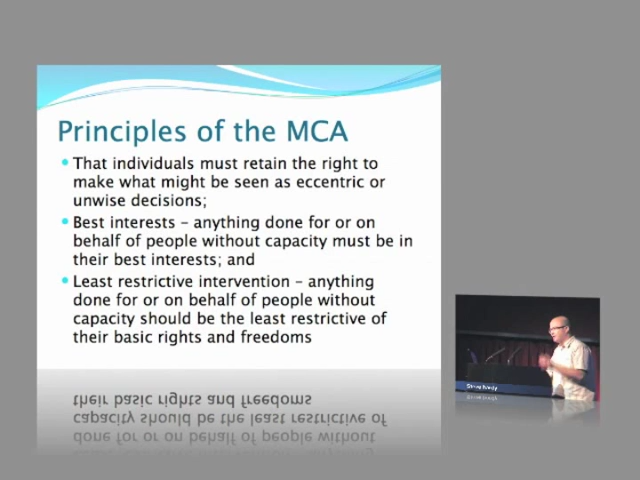 Principles of the MCA
• That individuals must retain the right to
make what might be seen as eccentric or
unwise decisions;
• Best interests – anything done for or on
behalf of people without capacity must be in
their best interests; and
• Least restrictive intervention – anything
done for or on behalf of people without
capacity should be the least restrictive of
their basic rights and freedoms